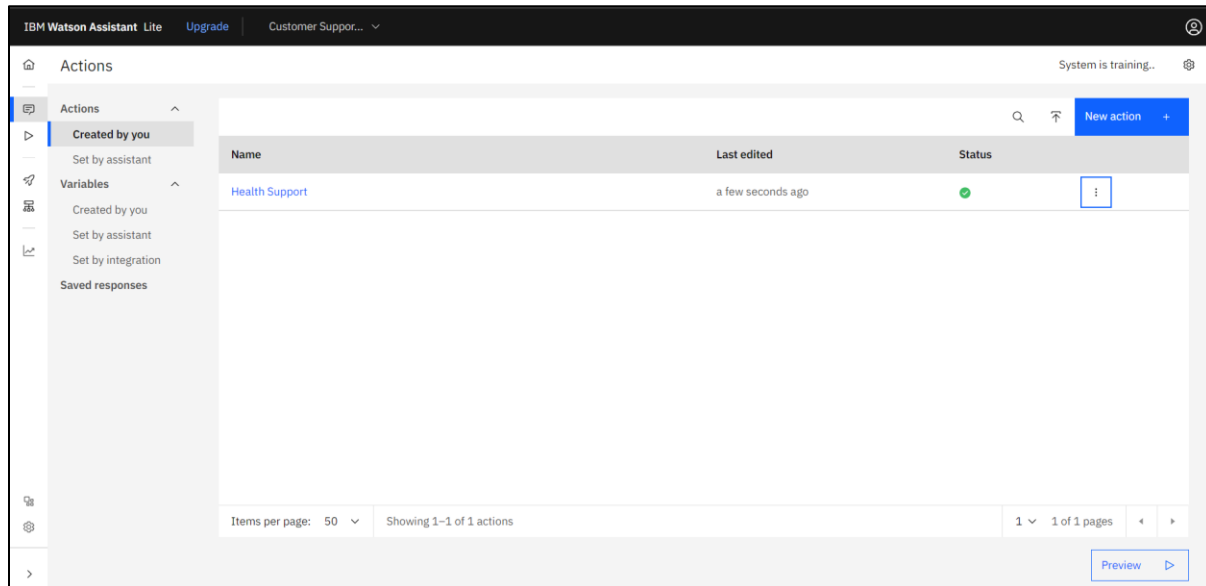 IBM Watson Assistant Lite Upgrade Customer Suppor...
Actions System is training..
Actions
Created by you
Set by assistant
Variables
Created by you
Set by assistant
Set by integration
Saved responses
New action +
Name Last edited Status
Health Support a few seconds ago
Items per page: 50 Showing 1–1 of 1 actions 1 1 of 1 pages
Preview